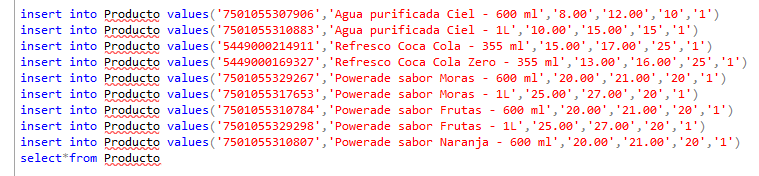 insert into Producto values('7501055307906','Agua purificada Ciel - 600 ml','8.00','12.00','10','1')
insert into Producto values('7501055310883','Agua purificada Ciel - 1L','10.00','15.00','15','1')
insert into Producto values('5449000214911','Refresco Coca Cola - 355 ml','15.00','17.00','25','1')
insert into Producto values('5449000169327','Refresco Coca Cola Zero - 355 ml','13.00','16.00','25','1')
insert into Producto values('7501055329267','Powerade sabor Moras - 600 ml','20.00','21.00','20','1')
insert into Producto values('7501055317653','Powerade sabor Moras - 1L','25.00','27.00','20','1')
insert into Producto values('7501055310784','Powerade sabor Frutas - 600 ml','20.00','21.00','20','1')
insert into Producto values('7501055329298','Powerade sabor Frutas - 1L','25.00','27.00','20','1')
insert into Producto values('7501055310807','Powerade sabor Naranja - 600 ml','20.00','21.00','20','1')
select*from Producto